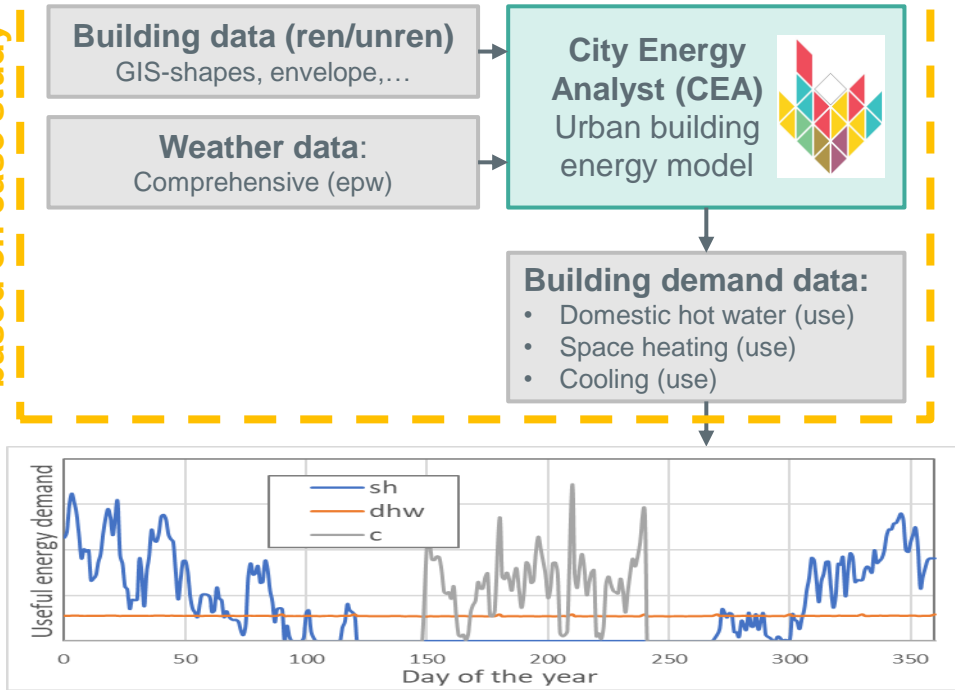 Building data (ren/unren)
GIS-shapes, envelope,...
Weather data:
Comprehensive (epw)
City Energy
Analyst (CEA)
Urban building
energy model
Building demand data:
• Domestic hot water (use)
• Space heating (use)
• Cooling (use)
Useful energy demand
sh
dhw
c
0 50 100 150 200 250 300 350
Day of the year